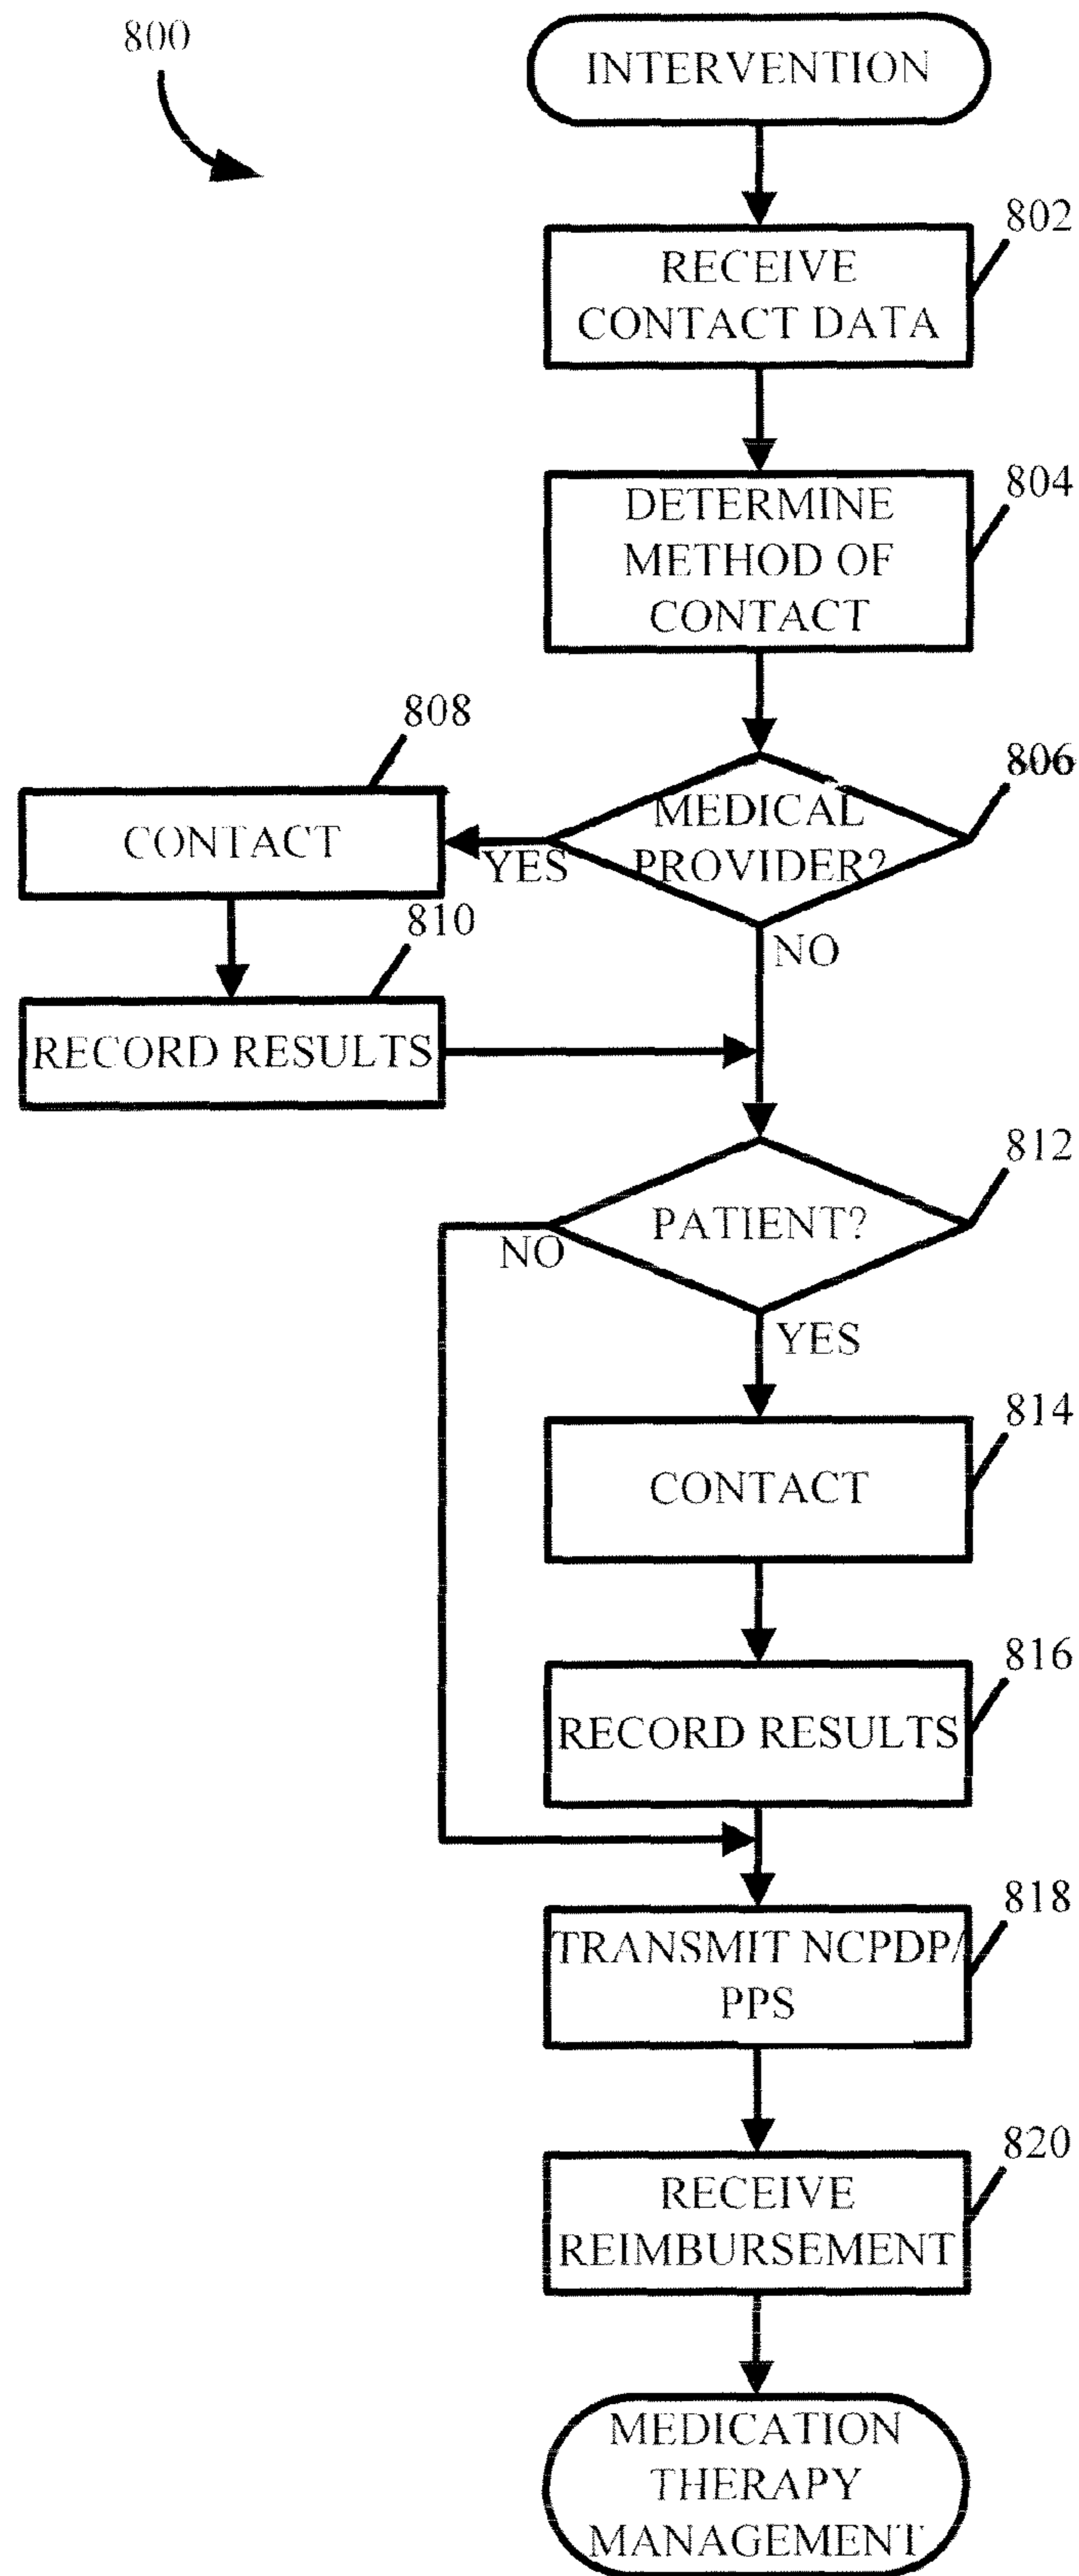 800
INTERVENTION
802
RECEIVE
CONTACT DATA
804
DETERMINE
METHOD OF
CONTACT
806
MEDICAL
PROVIDER?
YES
NO
808
CONTACT
810
RECORD RESULTS
812
PATIENT?
NO
YES
814
CONTACT
816
RECORD RESULTS
818
TRANSMIT NCPDP/
PPS
820
RECEIVE
REIMBURSEMENT
MEDICATION
THERAPY
MANAGEMENT